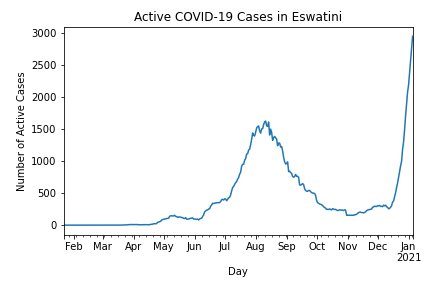 Active COVID-19 Cases in Eswatini
Number of Active Cases
3000
2500
2000
1500
1000
500
0
Feb Mar Apr May Jun Jul Aug Sep Oct Nov Dec Jan
2021
Day